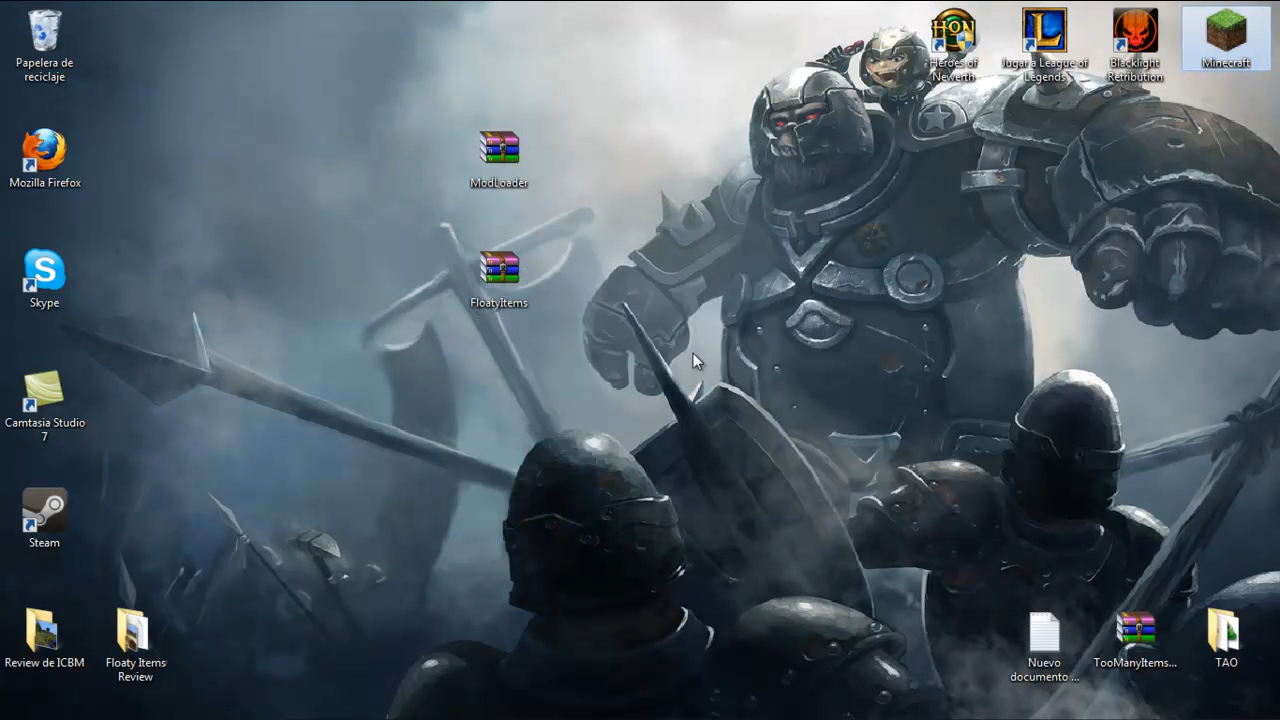 Papelera de
reciclaje
Mozilla Firefox
Skype
Camtasia Studio
7
Steam
Review de ICBM
Floaty Items
Review
ModLoader
FloatyItems
HON
Heroes of
Newerth
L
Jugar a League of
Legends
Blacklight
Retribution
Minecraft
Nuevo
documento ...
TooManyItems...
TAO